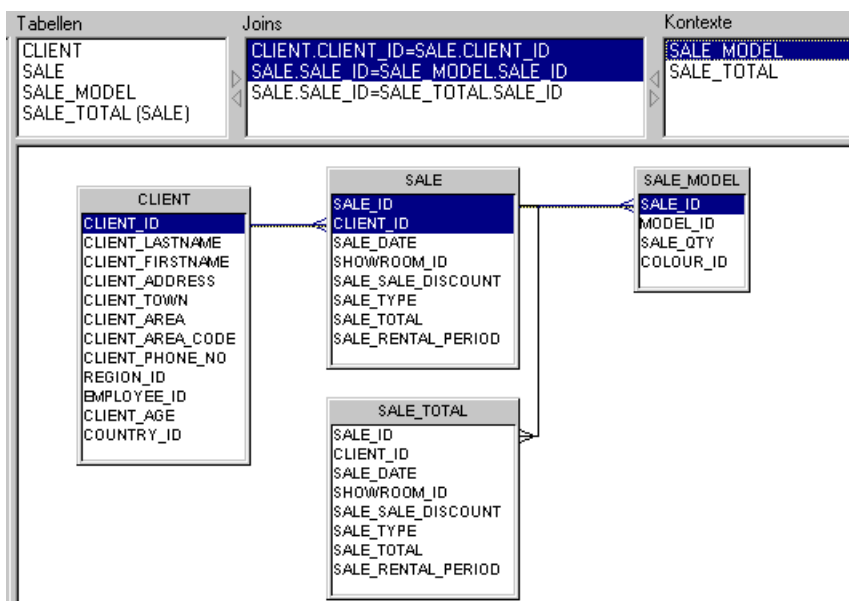 Tabellen
Joins
Kontexte
CLIENT
SALE
SALE_MODEL
SALE_TOTAL (SALE)
CLIENT.CLIENT_ID=SALE.CLIENT_ID
SALE.SALE_ID=SALE_MODEL.SALE_ID
SALE.SALE_ID=SALE_TOTAL.SALE_ID
SALE_MODEL
SALE_TOTAL
CLIENT
CLIENT_ID
CLIENT_LASTNAME
CLIENT_FIRSTNAME
CLIENT_ADDRESS
CLIENT_TOWN
CLIENT_AREA
CLIENT_AREA_CODE
CLIENT_PHONE_NO
REGION_ID
EMPLOYEE_ID
CLIENT_AGE
COUNTRY_ID
SALE
SALE_ID
CLIENT_ID
SALE_DATE
SHOWROOM_ID
SALE_SALE_DISCOUNT
SALE_TYPE
SALE_TOTAL
SALE_RENTAL_PERIOD
SALE_MODEL
SALE_ID
MODEL_ID
SALE_QTY
COLOUR_ID
SALE_TOTAL
SALE_ID
CLIENT_ID
SALE_DATE
SHOWROOM_ID
SALE_SALE_DISCOUNT
SALE_TYPE
SALE_TOTAL
SALE_RENTAL_PERIOD